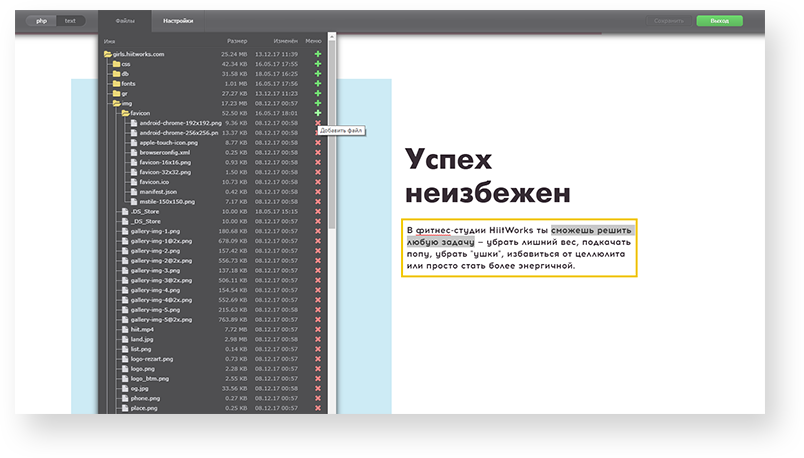 php text Файлы Настройки Сохранить Выход
Имя Размер Изменён Меню
girls.hiitworks.com 25.24 MB 13.12.17 11:39
css 42.34 KB 16.05.17 17:55
db 31.58 KB 18.05.17 16:25
fonts 1.01 MB 16.05.17 17:56
gr 27.27 KB 13.12.17 11:23
img 17.23 MB 08.12.17 00:57
favicon 52.50 KB 16.05.17 18:01
android-chrome-192x192.png 9.36 KB 08.12.17 00:58
android-chrome-256x256.pn 13.37 KB 08.12.17 00:58
Добавить файл
apple-touch-icon.png 8.77 KB 08.12.17 00:58
browserconfig.xml 0.25 KB 08.12.17 00:58
favicon-16x16.png 0.93 KB 08.12.17 00:58
favicon-32x32.png 1.50 KB 08.12.17 00:58
favicon.ico 10.73 KB 08.12.17 00:58
manifest.json 0.42 KB 08.12.17 00:58
mstile-150x150.png 7.17 KB 08.12.17 00:58
.DS_Store 10.00 KB 18.05.17 15:15
_DS_Store 10.00 KB 08.12.17 00:58
gallery-img-1.png 180.68 KB 08.12.17 00:57
gallery-img-1@2x.png 678.09 KB 08.12.17 00:57
gallery-img-2.png 157.42 KB 08.12.17 00:58
gallery-img-2@2x.png 556.73 KB 08.12.17 00:57
gallery-img-3.png 137.18 KB 08.12.17 00:58
gallery-img-3@2x.png 506.11 KB 08.12.17 00:58
gallery-img-4.png 154.54 KB 08.12.17 00:57
gallery-img-4@2x.png 552.69 KB 08.12.17 00:58
gallery-img-5.png 215.63 KB 08.12.17 00:58
gallery-img-5@2x.png 763.89 KB 08.12.17 00:57
hiit.mp4 7.72 MB 08.12.17 00:58
land.jpg 2.98 MB 08.12.17 00:58
list.png 0.14 KB 08.12.17 00:57
logo-rezart.png 0.73 KB 08.12.17 00:58
logo.png 2.28 KB 08.12.17 00:57
logo_btm.png 2.55 KB 08.12.17 00:57
og.jpg 33.56 KB 08.12.17 00:58
phone.png 0.27 KB 08.12.17 00:57
place.png 0.25 KB 08.12.17 00:57
Успех
неизбежен
В фитнес-студии HiitWorks ты сможешь решить
любую задачу – убрать лишний вес, подкачать
попу, убрать "ушки", избавиться от целлюлита
или просто стать более энергичной.